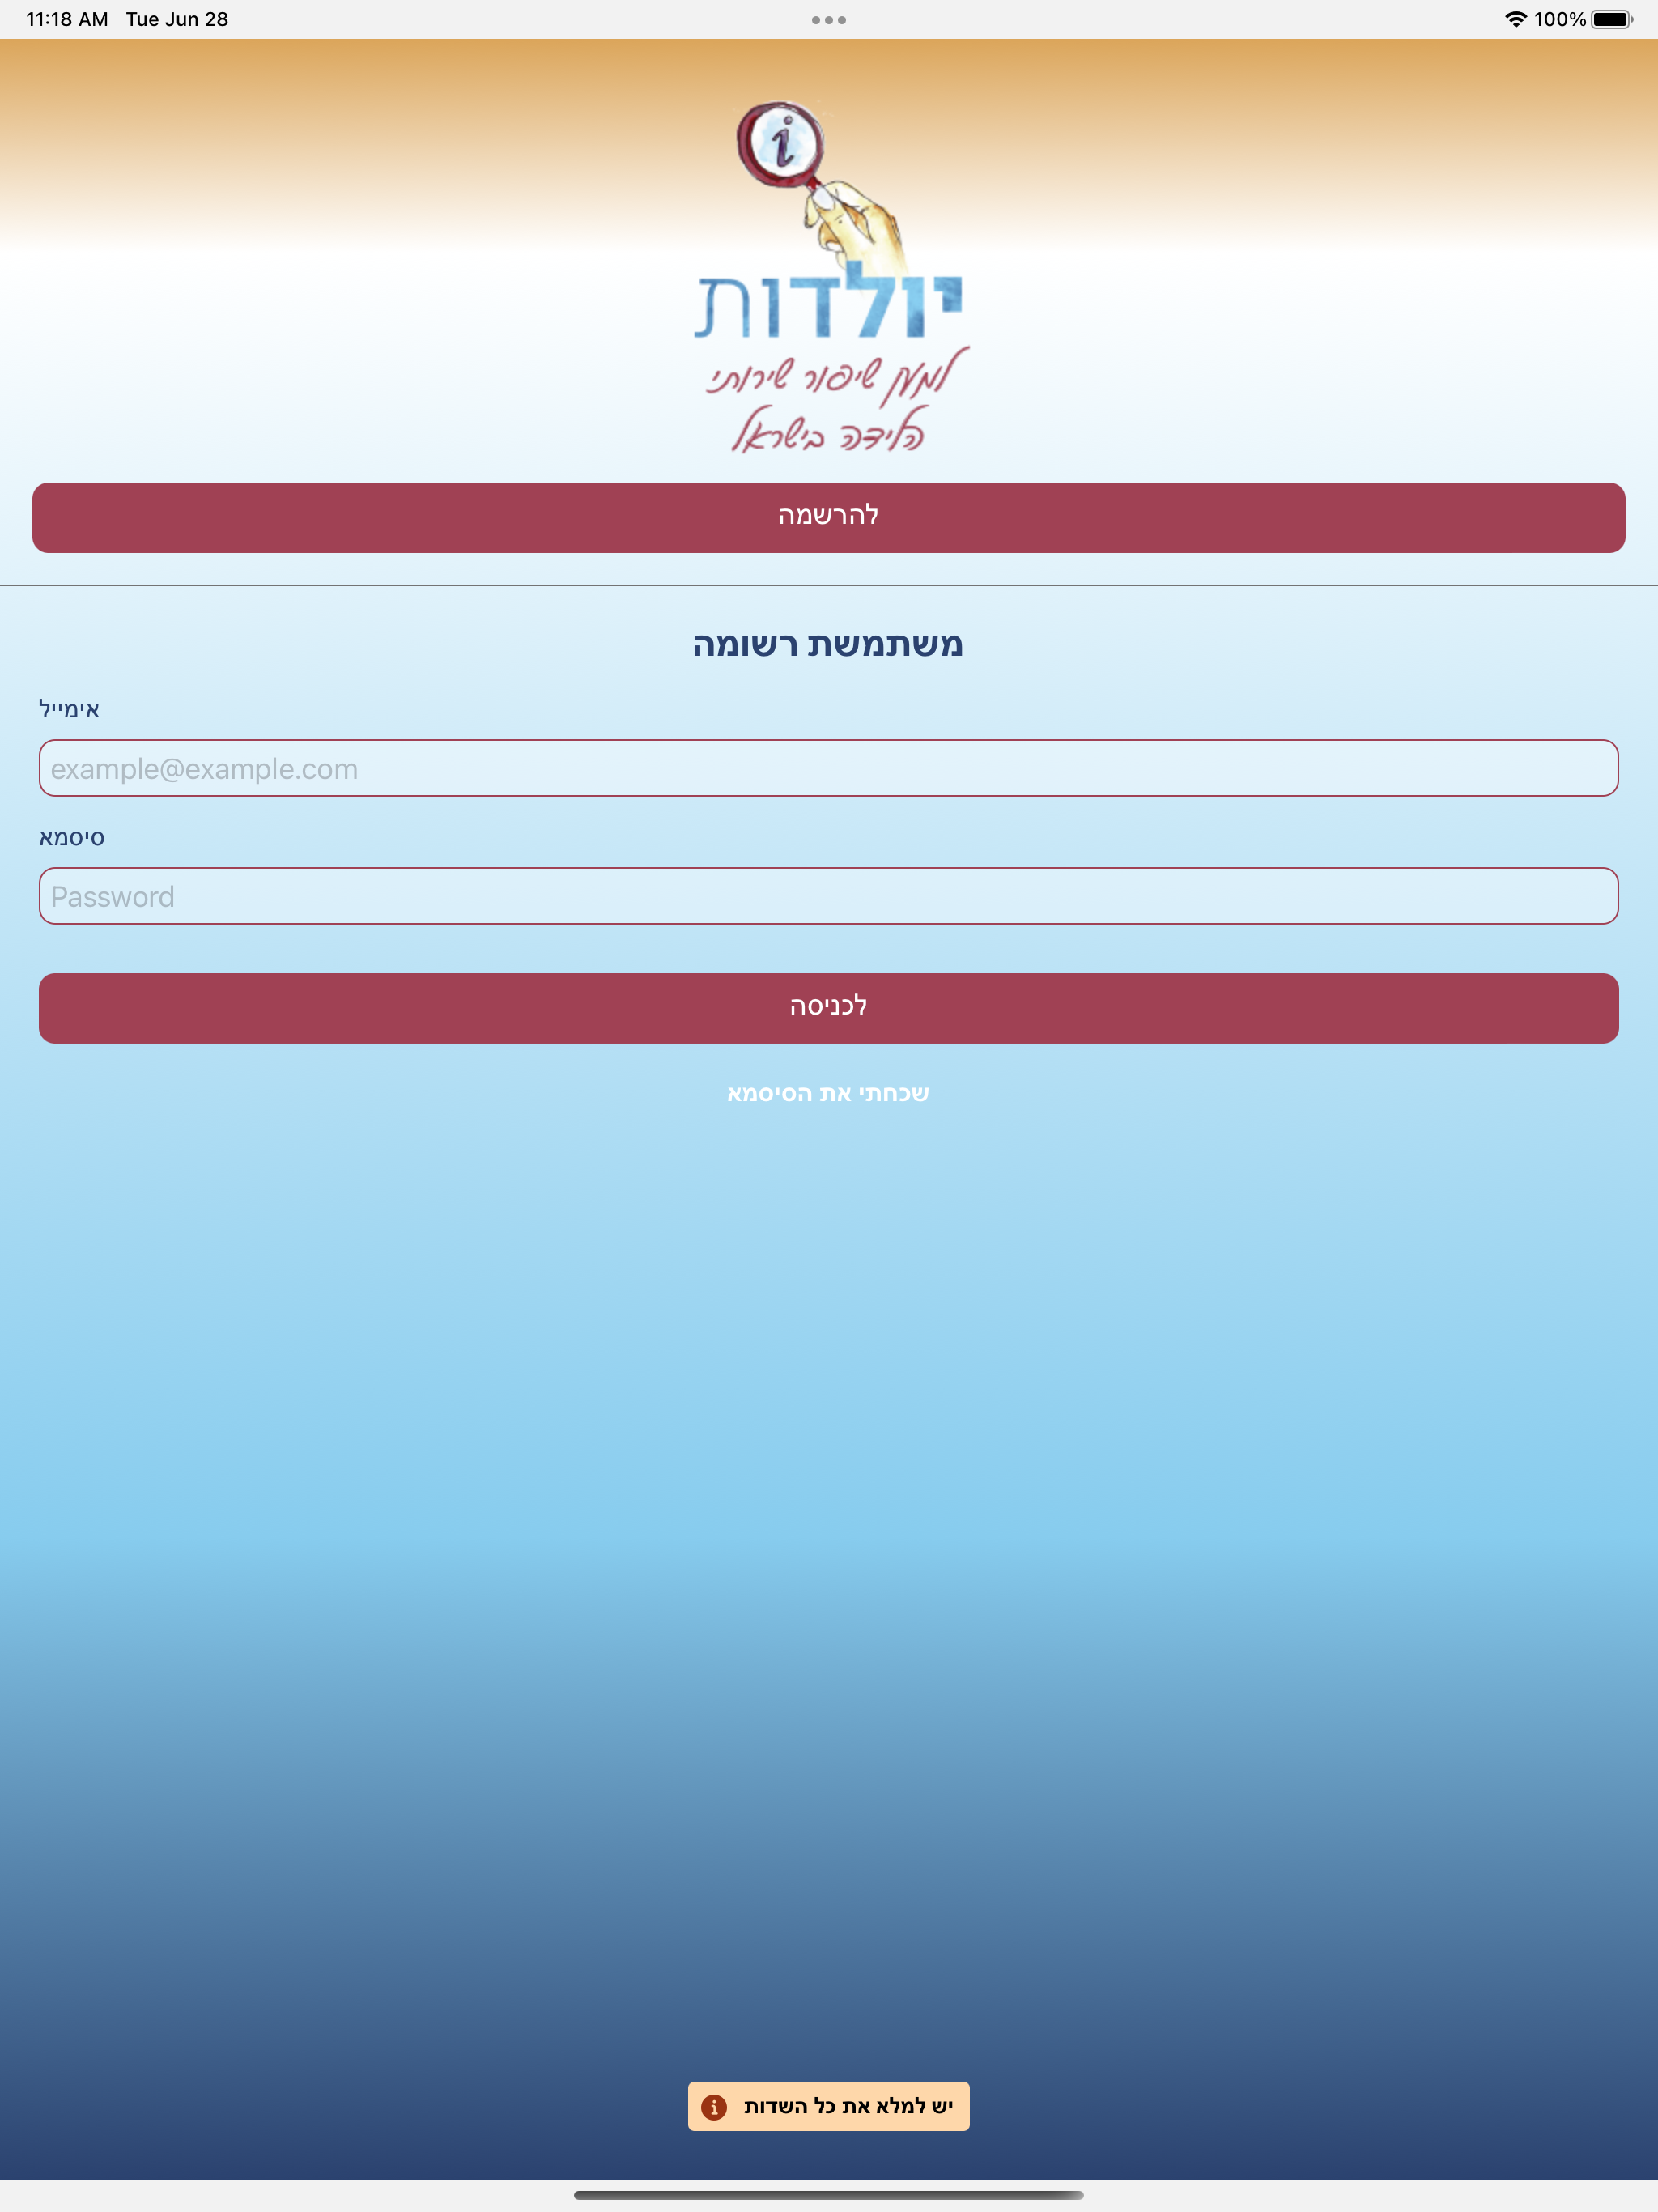 11:18 AM Tue Jun 28
100%
i
יולדות
למען שיפור שירותי
הלידה בישראל
להרשמה
משתמשת רשומה
אימייל
example@example.com
סיסמא
Password
לכניסה
שכחתי את הסיסמא
יש למלא את כל השדות